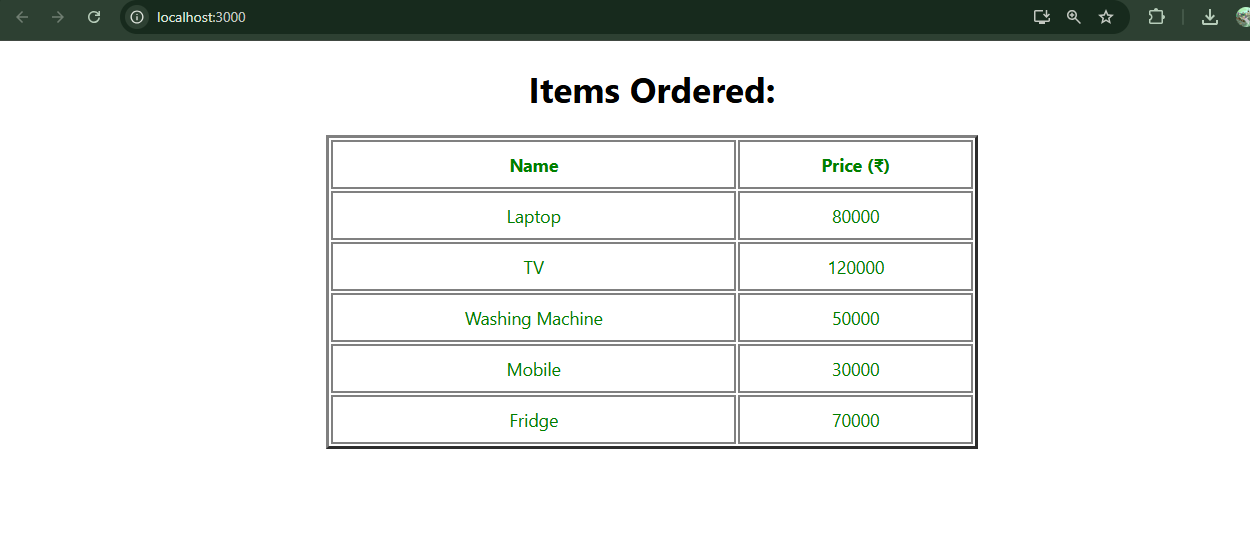 localhost:3000
Items Ordered:
Name Price (₹)
Laptop 80000
TV 120000
Washing Machine 50000
Mobile 30000
Fridge 70000